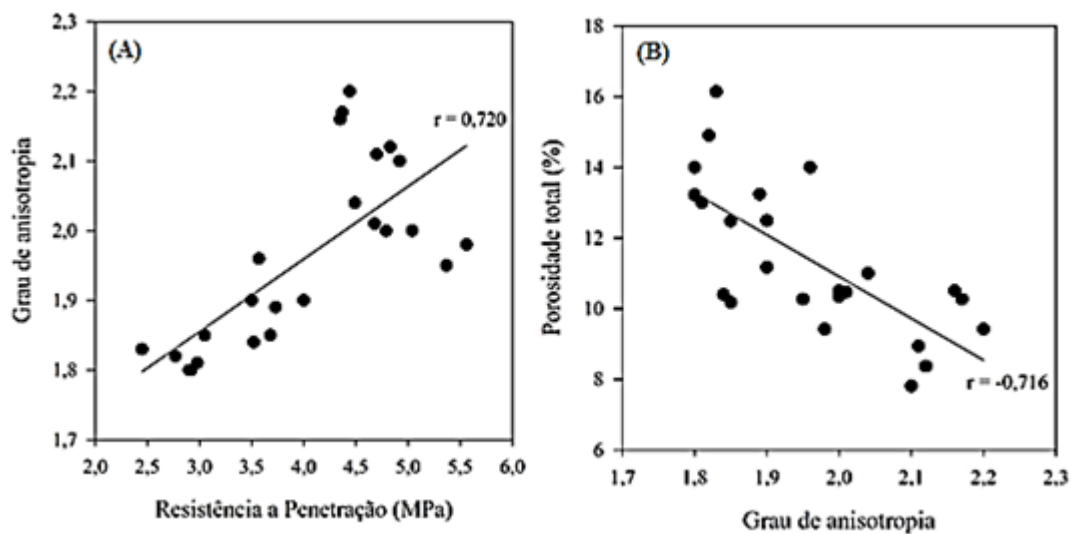 (A)
Grau de anisotropia
2,3
2,2
2,1
2,0
1,9
1,8
1,7
r = 0,720
2,0 2,5 3,0 3,5 4,0 4,5 5,0 5,5 6,0
Resistência a Penetração (MPa)
(B)
Porosidade total (%)
18
16
14
12
10
8
6
r = -0,716
1,7 1,8 1,9 2,0 2,1 2,2 2,3
Grau de anisotropia